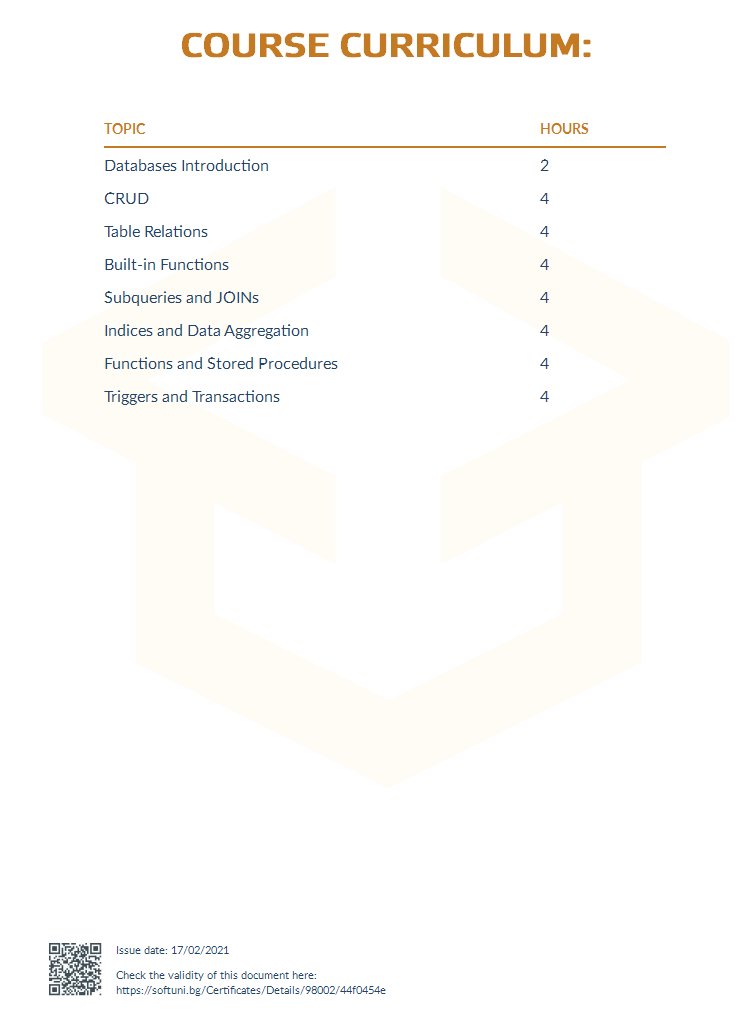 COURSE CURRICULUM:
TOPIC HOURS
Databases Introduction 2
CRUD 4
Table Relations 4
Built-in Functions 4
Subqueries and JOINs 4
Indices and Data Aggregation 4
Functions and Stored Procedures 4
Triggers and Transactions 4
Issue date: 17/02/2021
Check the validity of this document here:
https://softuni.bg/Certificates/Details/98002/44f0454e